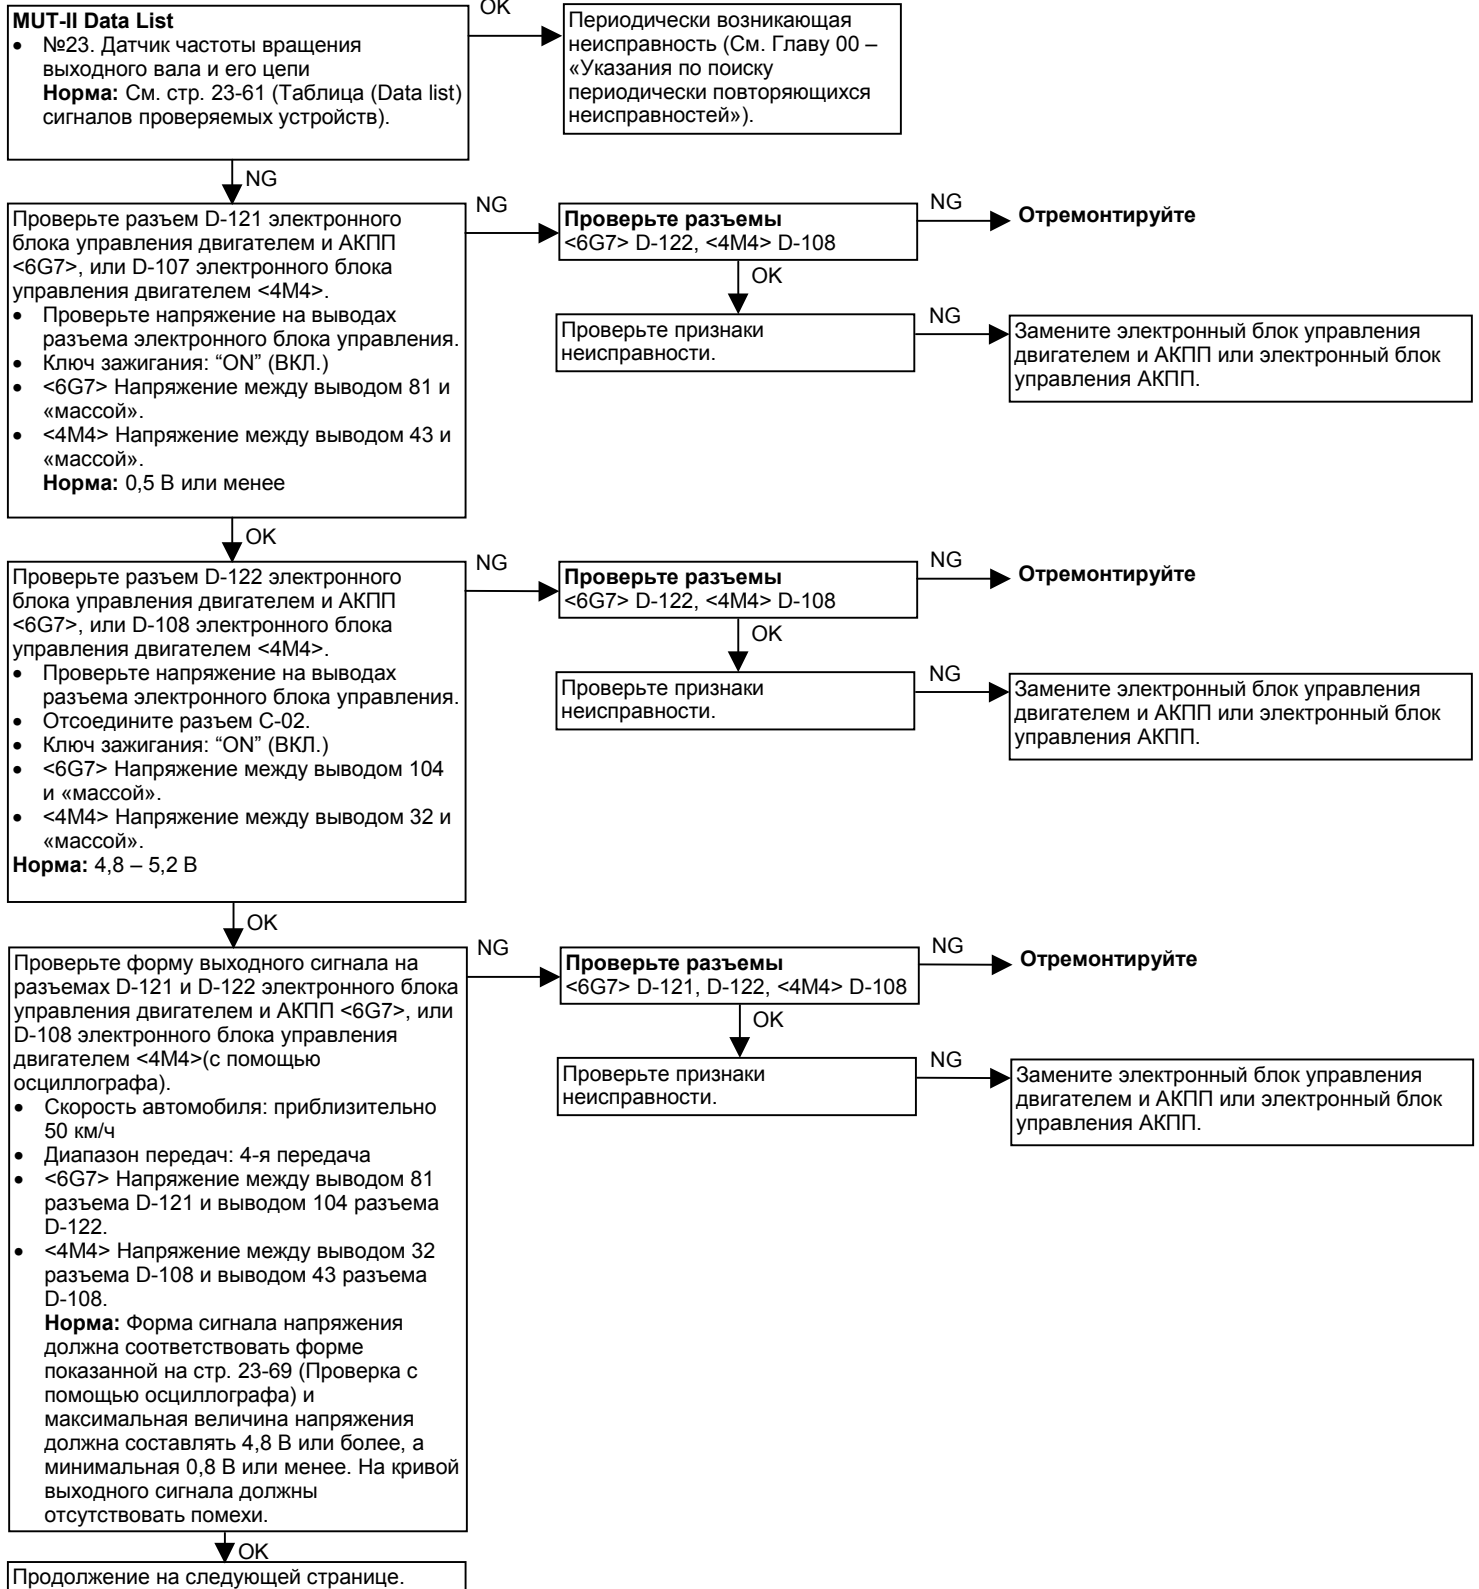 MUT-II Data List
• №23. Датчик частоты вращения
выходного вала и его цепи
Норма: См. стр. 23-61 (Таблица (Data list)
сигналов проверяемых устройств).
OK
Периодически возникающая
неисправность (См. Главу 00 –
«Указания по поиску
периодически повторяющихся
неисправностей»).
NG
Проверьте разъем D-121 электронного
блока управления двигателем и АКПП
<6G7>, или D-107 электронного блока
управления двигателем <4M4>.
• Проверьте напряжение на выводах
разъема электронного блока управления.
• Ключ зажигания: “ON” (ВКЛ.)
• <6G7> Напряжение между выводом 81 и
«массой».
• <4M4> Напряжение между выводом 43 и
«массой».
Норма: 0,5 В или менее
NG
Проверьте разъемы
<6G7> D-122, <4M4> D-108
NG
Отремонтируйте
OK
Проверьте признаки
неисправности.
NG
Замените электронный блок управления
двигателем и АКПП или электронный блок
управления АКПП.
OK
Проверьте разъем D-122 электронного
блока управления двигателем и АКПП
<6G7>, или D-108 электронного блока
управления двигателем <4M4>.
• Проверьте напряжение на выводах
разъема электронного блока управления.
• Отсоедините разъем C-02.
• Ключ зажигания: “ON” (ВКЛ.)
• <6G7> Напряжение между выводом 104
и «массой».
• <4M4> Напряжение между выводом 32 и
«массой».
Норма: 4,8 – 5,2 В
NG
Проверьте разъемы
<6G7> D-122, <4M4> D-108
NG
Отремонтируйте
OK
Проверьте признаки
неисправности.
NG
Замените электронный блок управления
двигателем и АКПП или электронный блок
управления АКПП.
OK
Проверьте форму выходного сигнала на
разъемах D-121 и D-122 электронного блока
управления двигателем и АКПП <6G7>, или
D-108 электронного блока управления
двигателем <4M4>(с помощью
осциллографа).
• Скорость автомобиля: приблизительно
50 км/ч
• Диапазон передач: 4-я передача
• <6G7> Напряжение между выводом 81
разъема D-121 и выводом 104 разъема
D-122.
• <4M4> Напряжение между выводом 32
разъема D-108 и выводом 43 разъема
D-108.
Норма: Форма сигнала напряжения
должна соответствовать форме
показанной на стр. 23-69 (Проверка с
помощью осциллографа) и
максимальная величина напряжения
должна составлять 4,8 В или более, а
минимальная 0,8 В или менее. На кривой
выходного сигнала должны
отсутствовать помехи.
NG
Проверьте разъемы
<6G7> D-121, D-122, <4M4> D-108
NG
Отремонтируйте
OK
Проверьте признаки
неисправности.
NG
Замените электронный блок управления
двигателем и АКПП или электронный блок
управления АКПП.
OK
Продолжение на следующей странице.